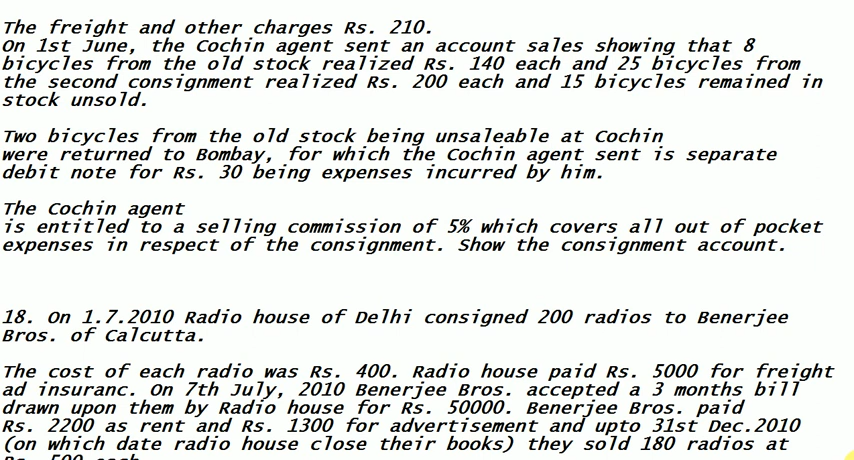 The freight and other charges Rs. 210.
On 1st June, the Cochin agent sent an account sales showing that 8
bicycles from the old stock realized Rs. 140 each and 25 bicycles from
the second consignment realized Rs. 200 each and 15 bicycles remained in
stock unsold.
Two bicycles from the old stock being unsaleable at Cochin
were returned to Bombay, for which the Cochin agent sent is separate
debit note for Rs. 30 being expenses incurred by him.
The Cochin agent
is entitled to a selling commission of 5% which covers all out of pocket
expenses in respect of the consignment. Show the consignment account.
18. On 1.7.2010 Radio house of Delhi consigned 200 radios to Benerjee
Bros. of Calcutta.
The cost of each radio was Rs. 400. Radio house paid Rs. 5000 for freight
ad insuranc. On 7th July, 2010 Benerjee Bros. accepted a 3 months bill
drawn upon them by Radio house for Rs. 50000. Benerjee Bros. paid
Rs. 2200 as rent and Rs. 1300 for advertisement and upto 31st Dec.2010
(on which date radio house close their books) they sold 180 radios at
Rs. 500 each